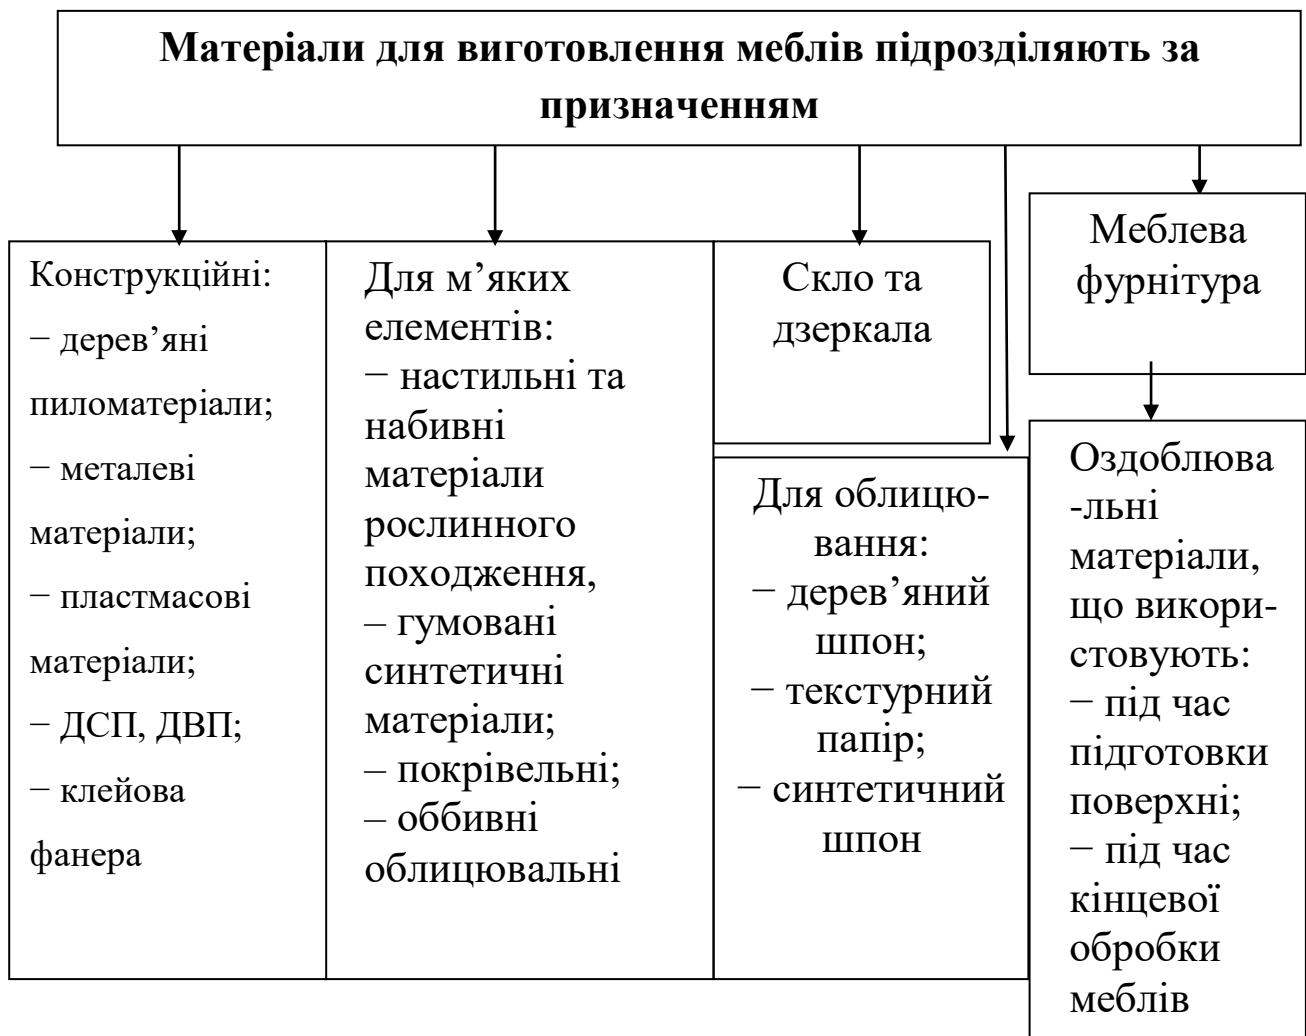 Матеріали для виготовлення меблів підрозділяють за
призначенням
Конструкційні:
− дерев’яні
пиломатеріали;
− металеві
матеріали;
− пластмасові
матеріали;
− ДСП, ДВП;
− клейова
фанера
Для м’яких
елементів:
− настильні та
набивні
матеріали
рослинного
походження,
– гумовані
синтетичні
матеріали;
– покрівельні;
– оббивні
облицювальні
Скло та
дзеркала
Для облицю-
вання:
− дерев’яний
шпон;
− текстурний
папір;
− синтетичний
шпон
Меблева
фурнітура
Оздоблюва
-льні
матеріали,
що викори-
стовують:
− під час
підготовки
поверхні;
− під час
кінцевої
обробки
меблів